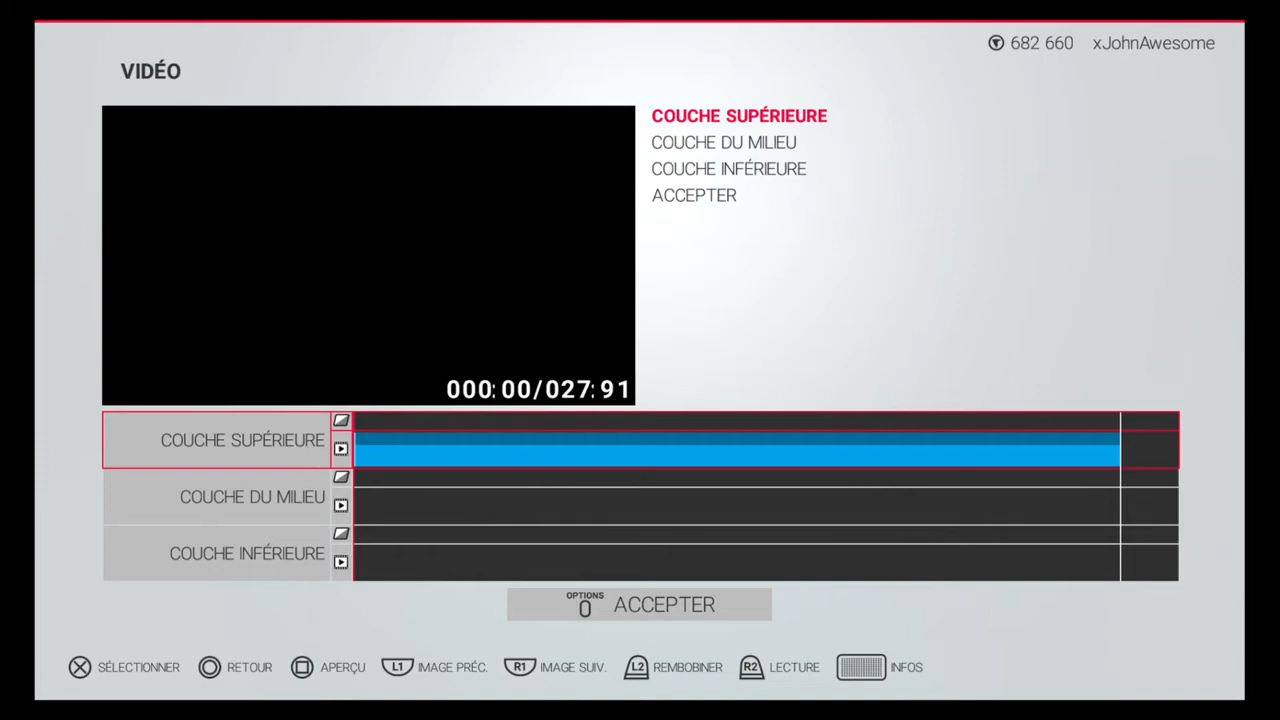 682 660 xJohnAwesome
VIDÉO
COUCHE SUPÉRIEURE
COUCHE DU MILIEU
COUCHE INFÉRIEURE
ACCEPTER
000:00/027:91
COUCHE SUPÉRIEURE
COUCHE DU MILIEU
COUCHE INFÉRIEURE
OPTIONS ACCEPTER
SÉLECTIONNER RETOUR APERÇU L1 IMAGE PRÉC. R1 IMAGE SUIV. L2 REMBOBINER R2 LECTURE INFOS